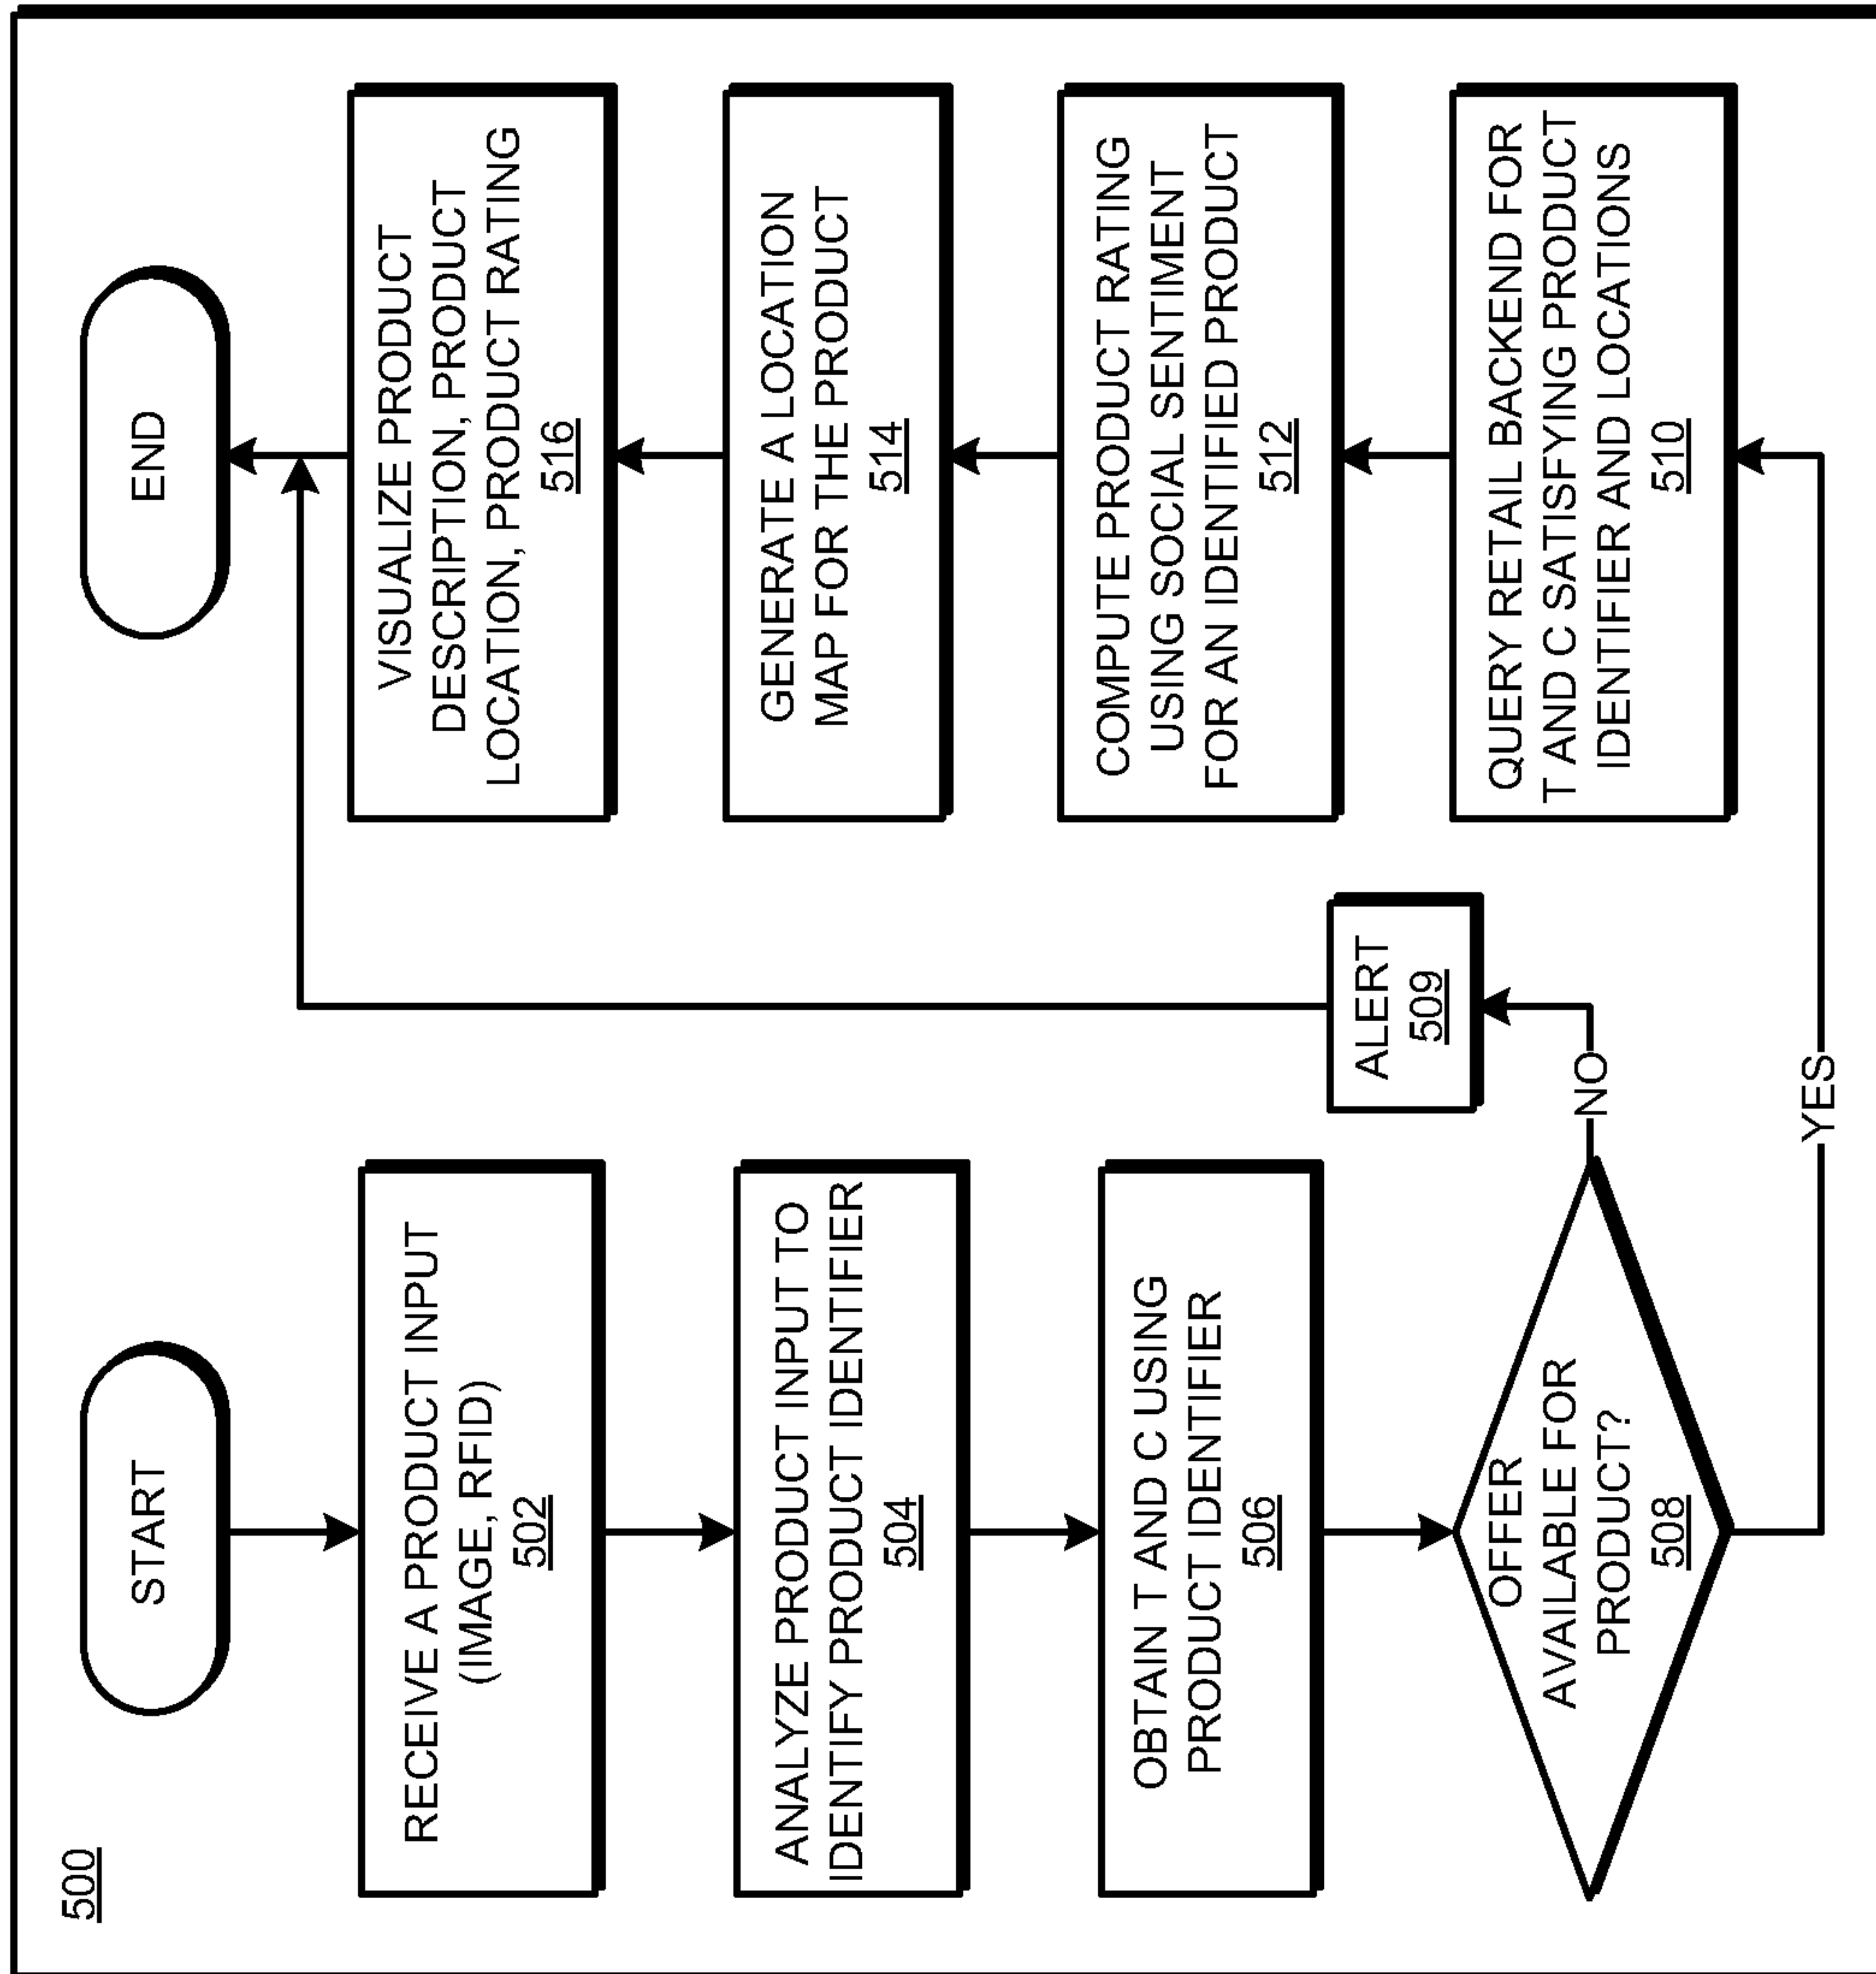 500
START
RECEIVE A PRODUCT INPUT
(IMAGE, RFID)
502
ANALYZE PRODUCT INPUT TO
IDENTIFY PRODUCT IDENTIFIER
504
OBTAIN T AND C USING
PRODUCT IDENTIFIER
506
OFFER
AVAILABLE FOR
PRODUCT?
508
NO
ALERT
509
YES
QUERY RETAIL BACKEND FOR
T AND C SATISFYING PRODUCT
IDENTIFIER AND LOCATIONS
510
COMPUTE PRODUCT RATING
USING SOCIAL SENTIMENT
FOR AN IDENTIFIED PRODUCT
512
GENERATE A LOCATION
MAP FOR THE PRODUCT
514
VISUALIZE PRODUCT
DESCRIPTION, PRODUCT
LOCATION, PRODUCT RATING
516
END